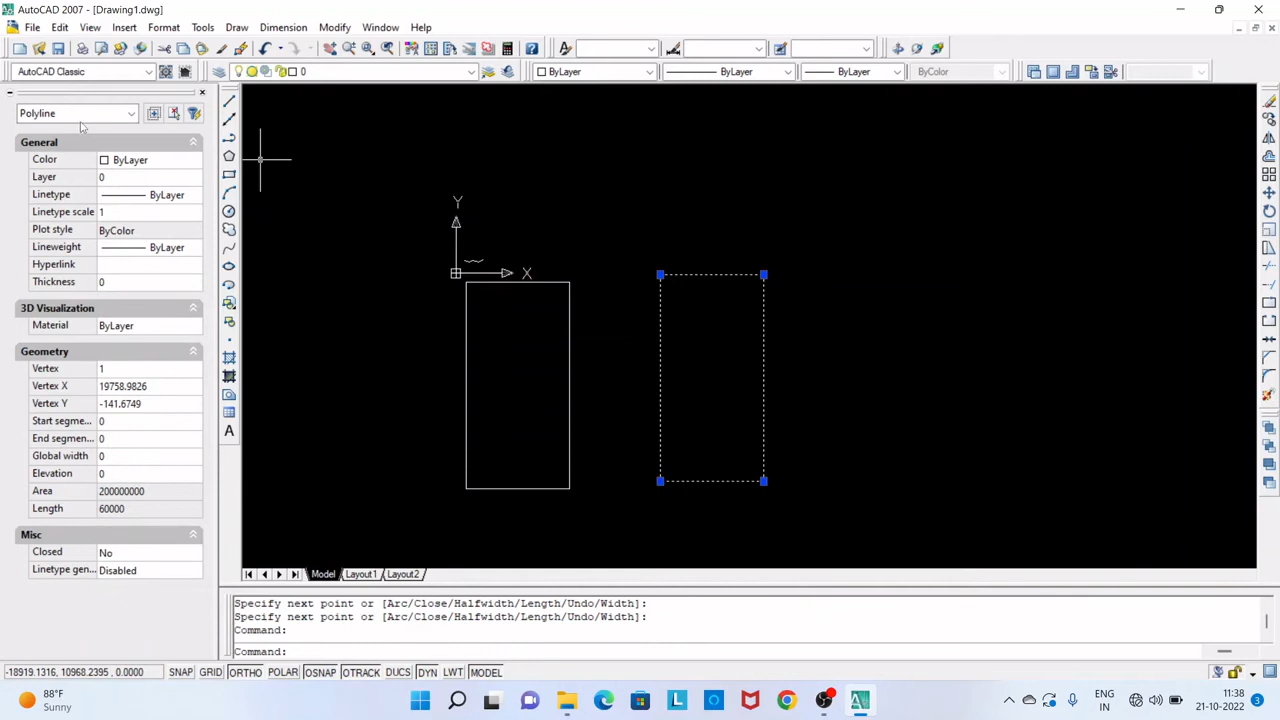 AutoCAD 2007 - [Drawing1.dwg]
File Edit View Insert Format Tools Draw Dimension Modify Window Help
AutoCAD Classic 0 ByLayer ByLayer ByLayer ByColor
Polyline
General
Color ByLayer
Layer 0
Linetype ByLayer
Linetype scale 1
Plot style ByColor
Lineweight ByLayer
Hyperlink
Thickness 0
3D Visualization
Material ByLayer
Geometry
Vertex 1
Vertex X 19758.9826
Vertex Y -141.6749
Start segme... 0
End segmen... 0
Global width 0
Elevation 0
Area 200000000
Length 60000
Misc
Closed No
Linetype gen... Disabled
Y
X
A
Model Layout1 Layout2
Specify next point or [Arc/Close/Halfwidth/Length/Undo/Width]:
Specify next point or [Arc/Close/Halfwidth/Length/Undo/Width]:
Command:
Command:
-18919.1316, 10968.2395 , 0.0000 SNAP GRID ORTHO POLAR OSNAP OTRACK DUCS DYN LWT MODEL
88°F
Sunny
ENG
IN
11:38
21-10-2022
3